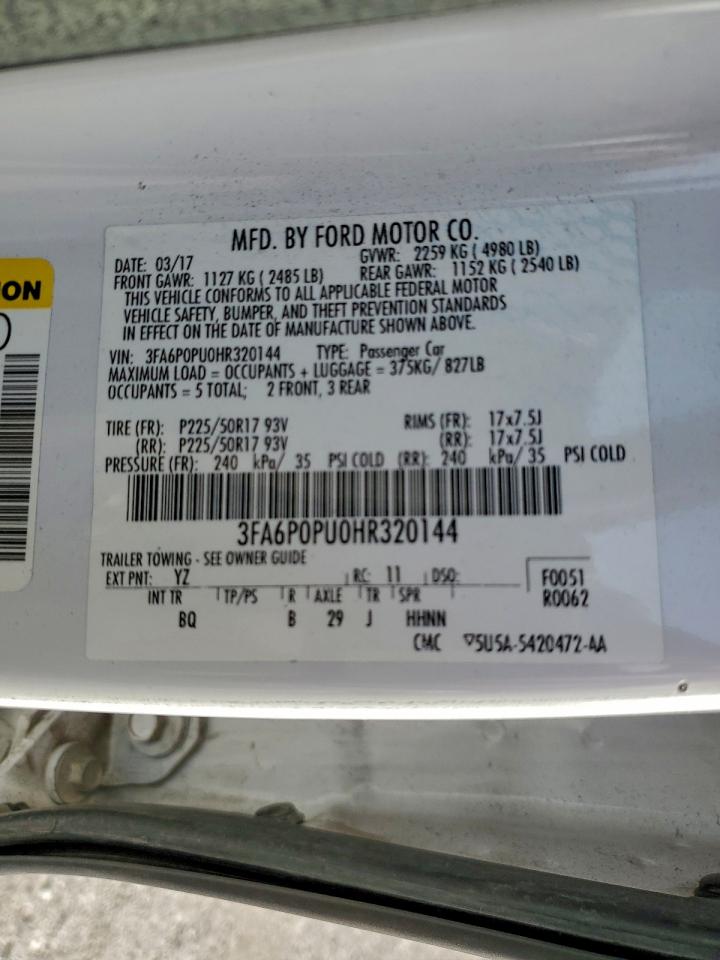 MFD. BY FORD MOTOR CO.
DATE: 03/17 GVWR: 2259 KG ( 4980 LB)
FRONT GAWR: 1127 KG ( 2485 LB) REAR GAWR: 1152 KG ( 2540 LB)
THIS VEHICLE CONFORMS TO ALL APPLICABLE FEDERAL MOTOR
VEHICLE SAFETY, BUMPER, AND THEFT PREVENTION STANDARDS
IN EFFECT ON THE DATE OF MANUFACTURE SHOWN ABOVE.
VIN: 3FA6P0PU0HR320144 TYPE: Passenger Car
MAXIMUM LOAD = OCCUPANTS + LUGGAGE = 375KG/ 827LB
OCCUPANTS = 5 TOTAL; 2 FRONT, 3 REAR
TIRE (FR): P225/50R17 93V RIMS (FR): 17x7.5J
(RR): P225/50R17 93V (RR): 17x7.5J
PRESSURE (FR): 240 kPa/ 35 PSI COLD (RR): 240 kPa/ 35 PSI COLD
3FA6P0PU0HR320144
TRAILER TOWING - SEE OWNER GUIDE
EXT PNT: YZ RC: 11 DSO: F0051
INT TR TP/PS R AXLE TR SPR R0062
BQ B 29 J HHNN
CMC 5U5A-5420472-AA
ION